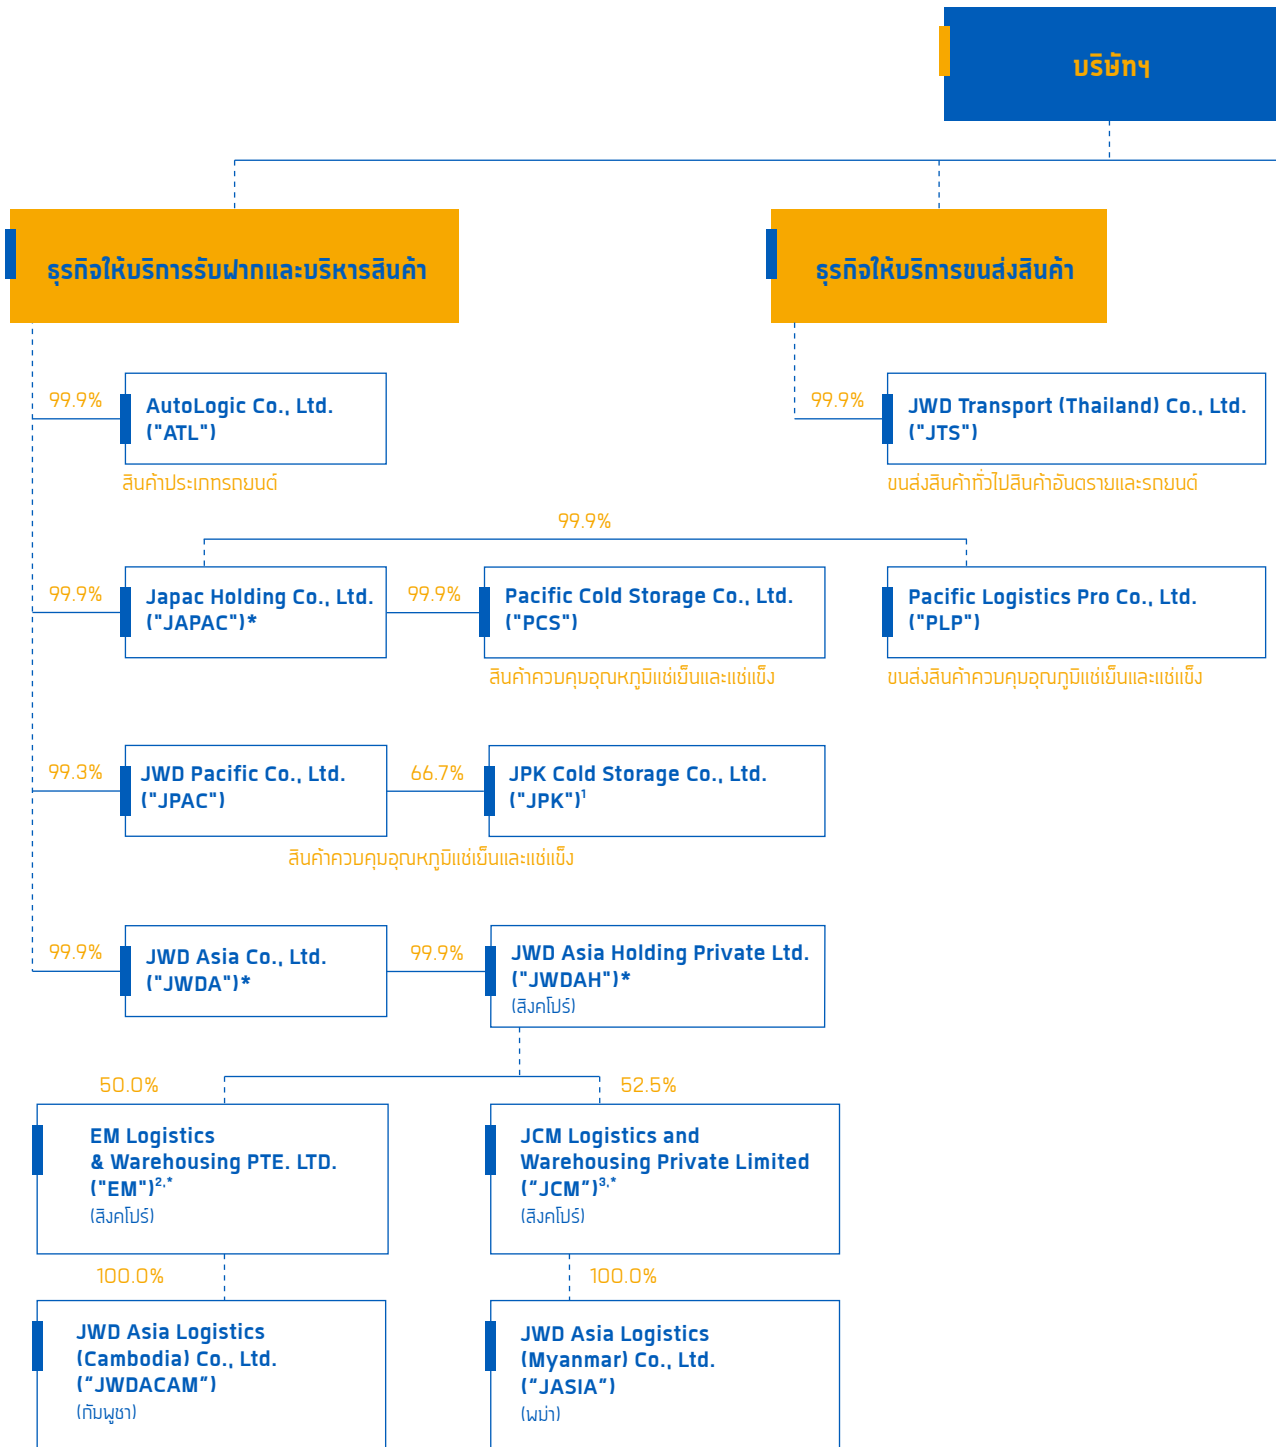 บริษัทฯ
ธุรกิจให้บริการรับฝากและบริหารสินค้า
ธุรกิจให้บริการขนส่งสินค้า
99.9%
AutoLogic Co., Ltd.
("ATL")
สินค้าประเภทรถยนต์
99.9%
JWD Transport (Thailand) Co., Ltd.
("JTS")
ขนส่งสินค้าทั่วไปสินค้าอันตรายและรถยนต์
99.9%
99.9%
Japac Holding Co., Ltd.
("JAPAC")*
99.9%
Pacific Cold Storage Co., Ltd.
("PCS")
สินค้าควบคุมอุณหภูมิแช่เย็นและแช่แข็ง
Pacific Logistics Pro Co., Ltd.
("PLP")
ขนส่งสินค้าควบคุมอุณภูมิแช่เย็นและแช่แข็ง
99.3%
JWD Pacific Co., Ltd.
("JPAC")
66.7%
JPK Cold Storage Co., Ltd.
("JPK")¹
สินค้าควบคุมอุณหภูมิแช่เย็นและแช่แข็ง
99.9%
JWD Asia Co., Ltd.
("JWDA")*
99.9%
JWD Asia Holding Private Ltd.
("JWDAH")*
(สิงคโปร์)
50.0%
52.5%
EM Logistics
& Warehousing PTE. LTD.
("EM")²,*
(สิงคโปร์)
JCM Logistics and
Warehousing Private Limited
(“JCM”)³,*
(สิงคโปร์)
100.0%
100.0%
JWD Asia Logistics
(Cambodia) Co., Ltd.
(“JWDACAM”)
(กัมพูชา)
JWD Asia Logistics
(Myanmar) Co., Ltd.
(“JASIA”)
(พม่า)